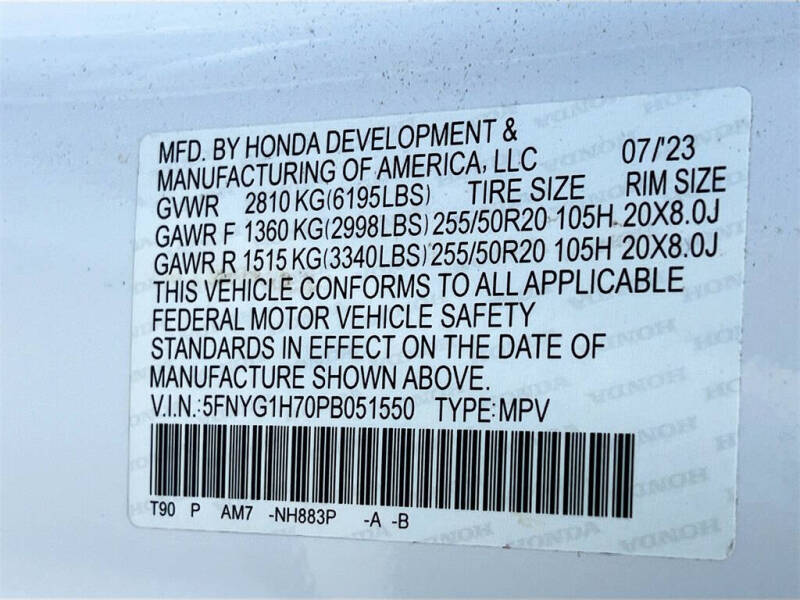 MFD. BY HONDA DEVELOPMENT &
MANUFACTURING OF AMERICA, LLC 07/'23
GVWR 2810 KG(6195LBS) TIRE SIZE RIM SIZE
GAWR F 1360 KG(2998LBS) 255/50R20 105H 20X8.0J
GAWR R 1515 KG(3340LBS) 255/50R20 105H 20X8.0J
THIS VEHICLE CONFORMS TO ALL APPLICABLE
FEDERAL MOTOR VEHICLE SAFETY
STANDARDS IN EFFECT ON THE DATE OF
MANUFACTURE SHOWN ABOVE.
V.I.N.:5FNYG1H70PB051550 TYPE:MPV
T90 P AM7 -NH883P -A -B